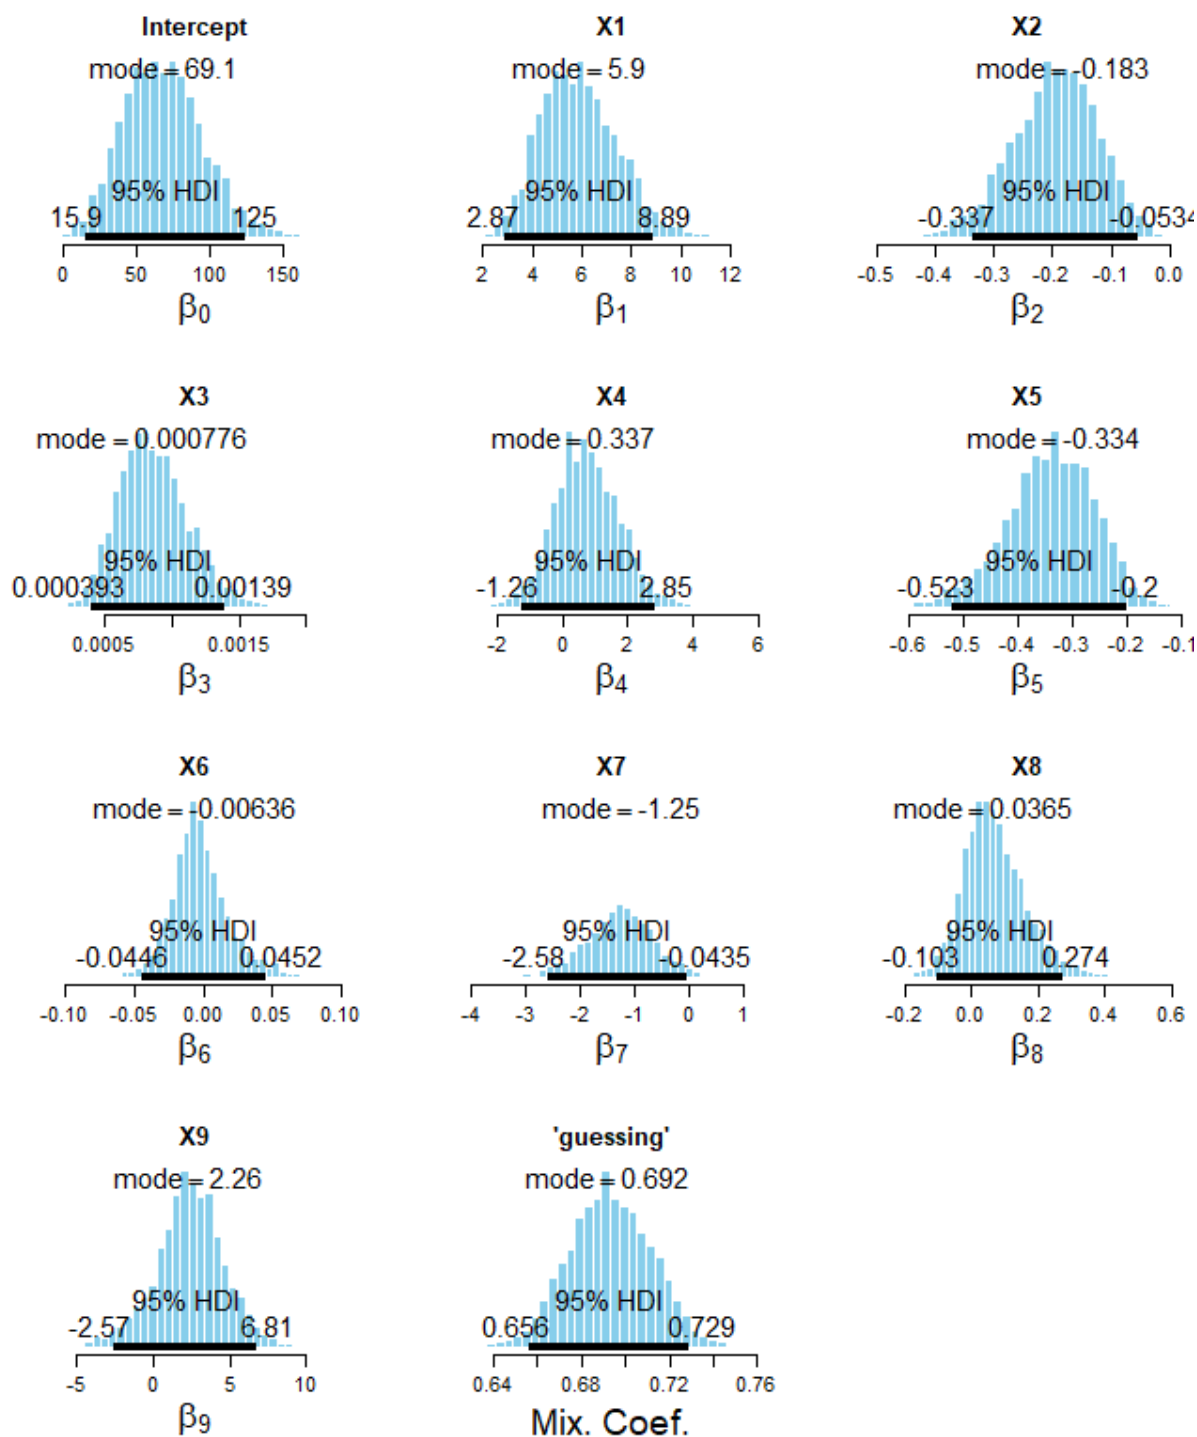 Intercept
mode = 69.1
95% HDI
15.9 125
0 50 100 150
β0
X1
mode = 5.9
95% HDI
2.87 8.89
2 4 6 8 10 12
β1
X2
mode = -0.183
95% HDI
-0.337 -0.0534
-0.5 -0.4 -0.3 -0.2 -0.1 0.0
β2
X3
mode = 0.000776
95% HDI
0.000393 0.00139
0.0005 0.0015
β3
X4
mode = 0.337
95% HDI
-1.26 2.85
-2 0 2 4 6
β4
X5
mode = -0.334
95% HDI
-0.523 -0.2
-0.6 -0.5 -0.4 -0.3 -0.2 -0.1
β5
X6
mode = -0.00636
95% HDI
-0.0446 0.0452
-0.10 -0.05 0.00 0.05 0.10
β6
X7
mode = -1.25
95% HDI
-2.58 -0.0435
-4 -3 -2 -1 0 1
β7
X8
mode = 0.0365
95% HDI
-0.103 0.274
-0.2 0.0 0.2 0.4 0.6
β8
X9
mode = 2.26
95% HDI
-2.57 6.81
-5 0 5 10
β9
'guessing'
mode = 0.692
95% HDI
0.656 0.729
0.64 0.68 0.72 0.76
Mix. Coef.